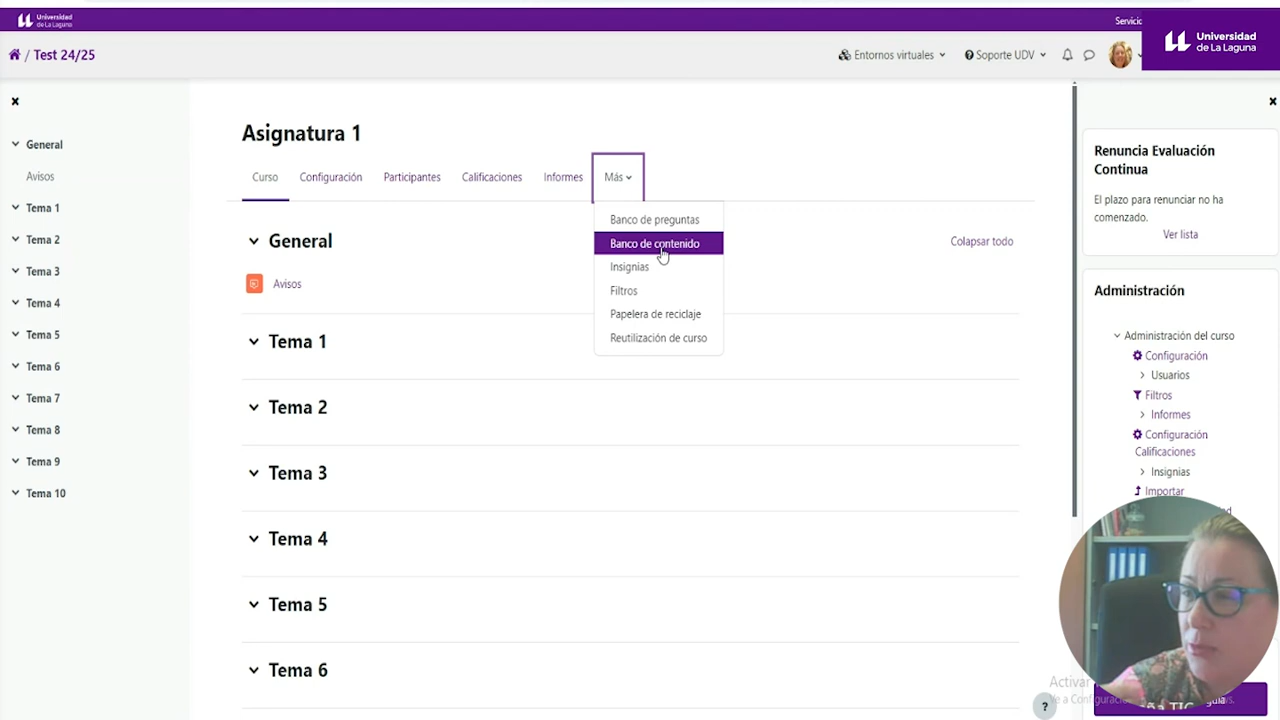 Universidad
de La Laguna
Servicio
Universidad
de La Laguna
/ Test 24/25
Entornos virtuales
Soporte UDV
General
Avisos
Tema 1
Tema 2
Tema 3
Tema 4
Tema 5
Tema 6
Tema 7
Tema 8
Tema 9
Tema 10
Asignatura 1
Curso
Configuración
Participantes
Calificaciones
Informes
Más
Banco de preguntas
Banco de contenido
Insignias
Filtros
Papelera de reciclaje
Reutilización de curso
General
Colapsar todo
Avisos
Tema 1
Tema 2
Tema 3
Tema 4
Tema 5
Tema 6
Renuncia Evaluación
Continua
El plazo para renunciar no ha
comenzado.
Ver lista
Administración
Administración del curso
Configuración
Usuarios
Filtros
Informes
Configuración
Calificaciones
Insignias
Importar
Activar
?